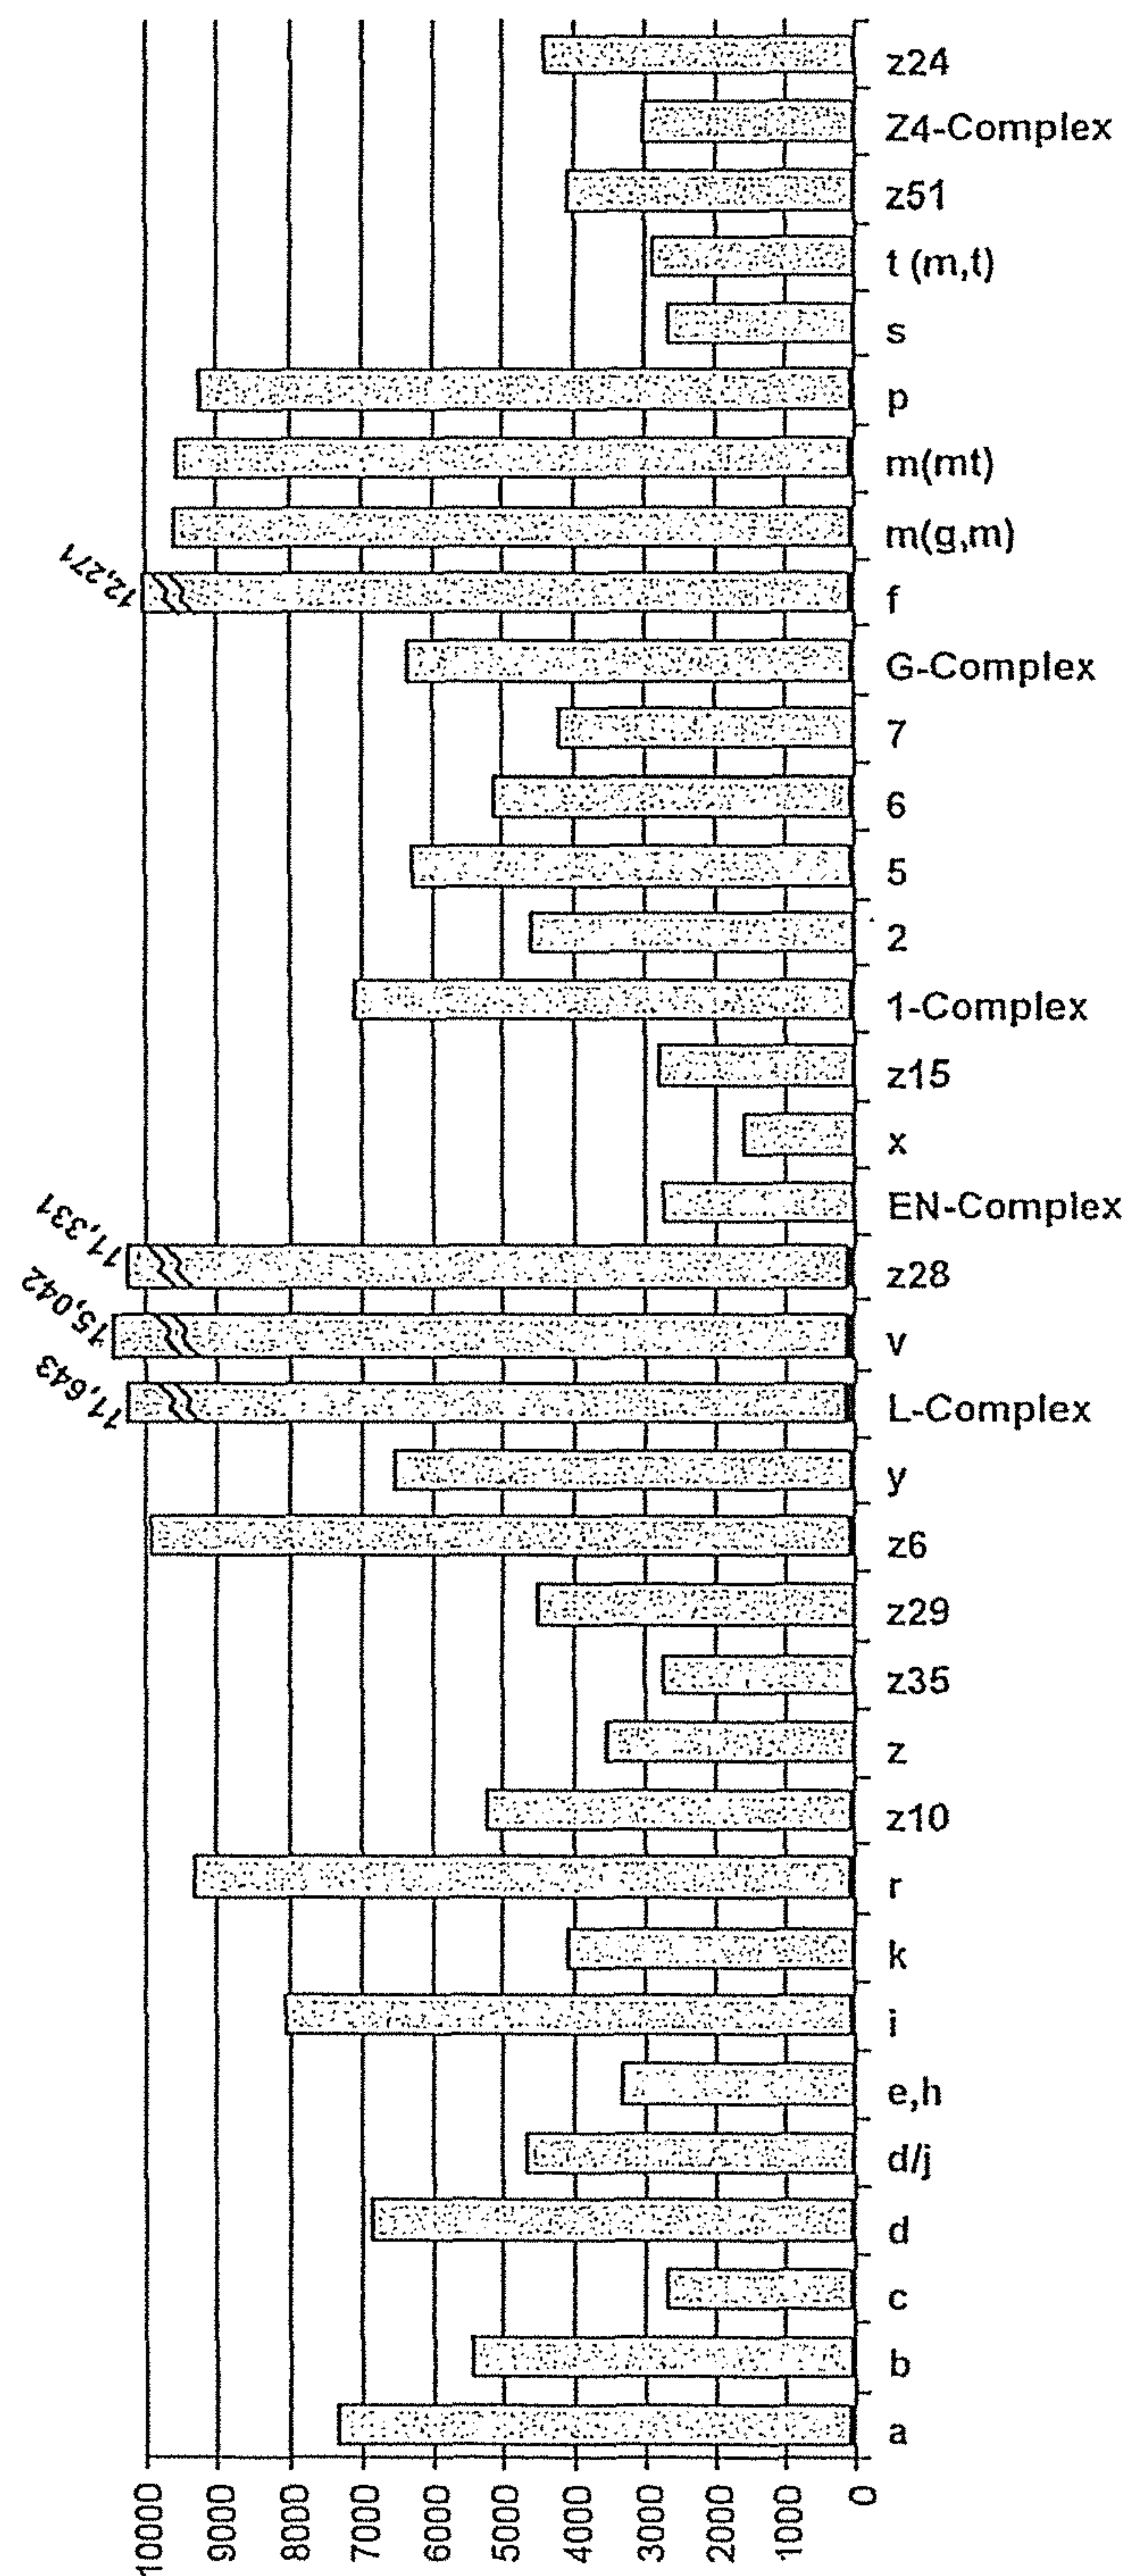 z24
Z4-Complex
z51
t (m,t)
s
p
m(mt)
m(g,m)
12,271
f
G-Complex
7
6
5
2
1-Complex
z15
x
EN-Complex
11,331
z28
15,042
v
11,643
L-Complex
y
z6
z29
z35
z
z10
r
k
i
e,h
d/j
d
c
b
a
10000
9000
8000
7000
6000
5000
4000
3000
2000
1000
0